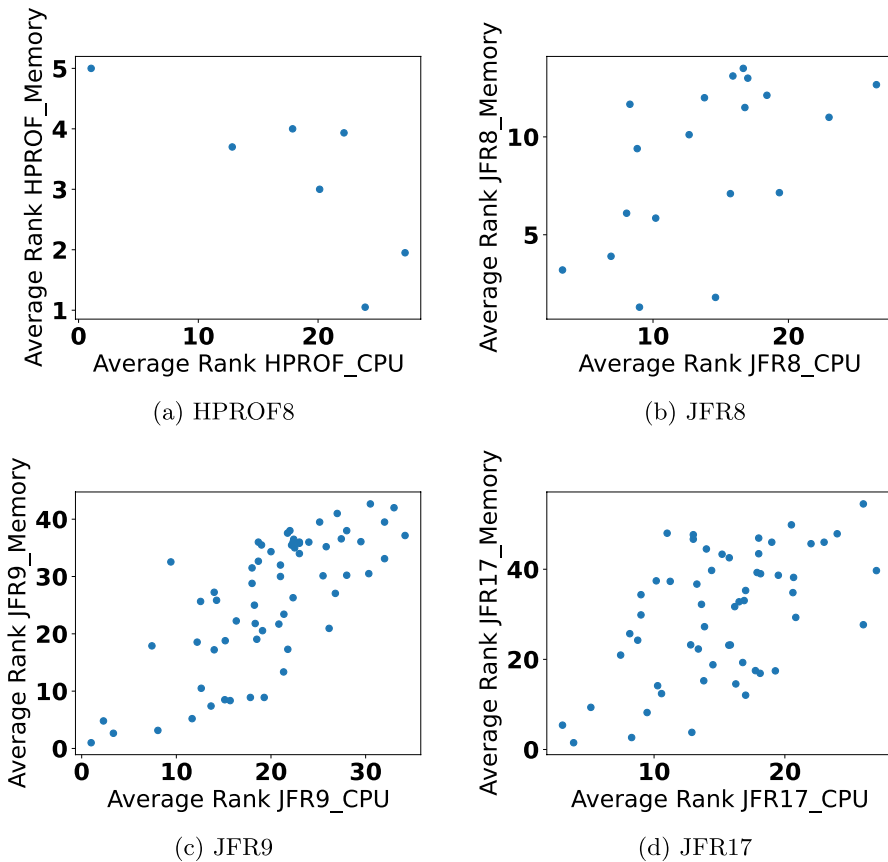 Average Rank HPROF_Memory
5
4
3
2
1
0
10
20
Average Rank HPROF_CPU
(a) HPROF8
Average Rank JFR8_Memory
10
5
10
20
Average Rank JFR8_CPU
(b) JFR8
Average Rank JFR9_Memory
40
30
20
10
0
0
10
20
30
Average Rank JFR9_CPU
(c) JFR9
Average Rank JFR17_Memory
40
20
0
10
20
Average Rank JFR17_CPU
(d) JFR17